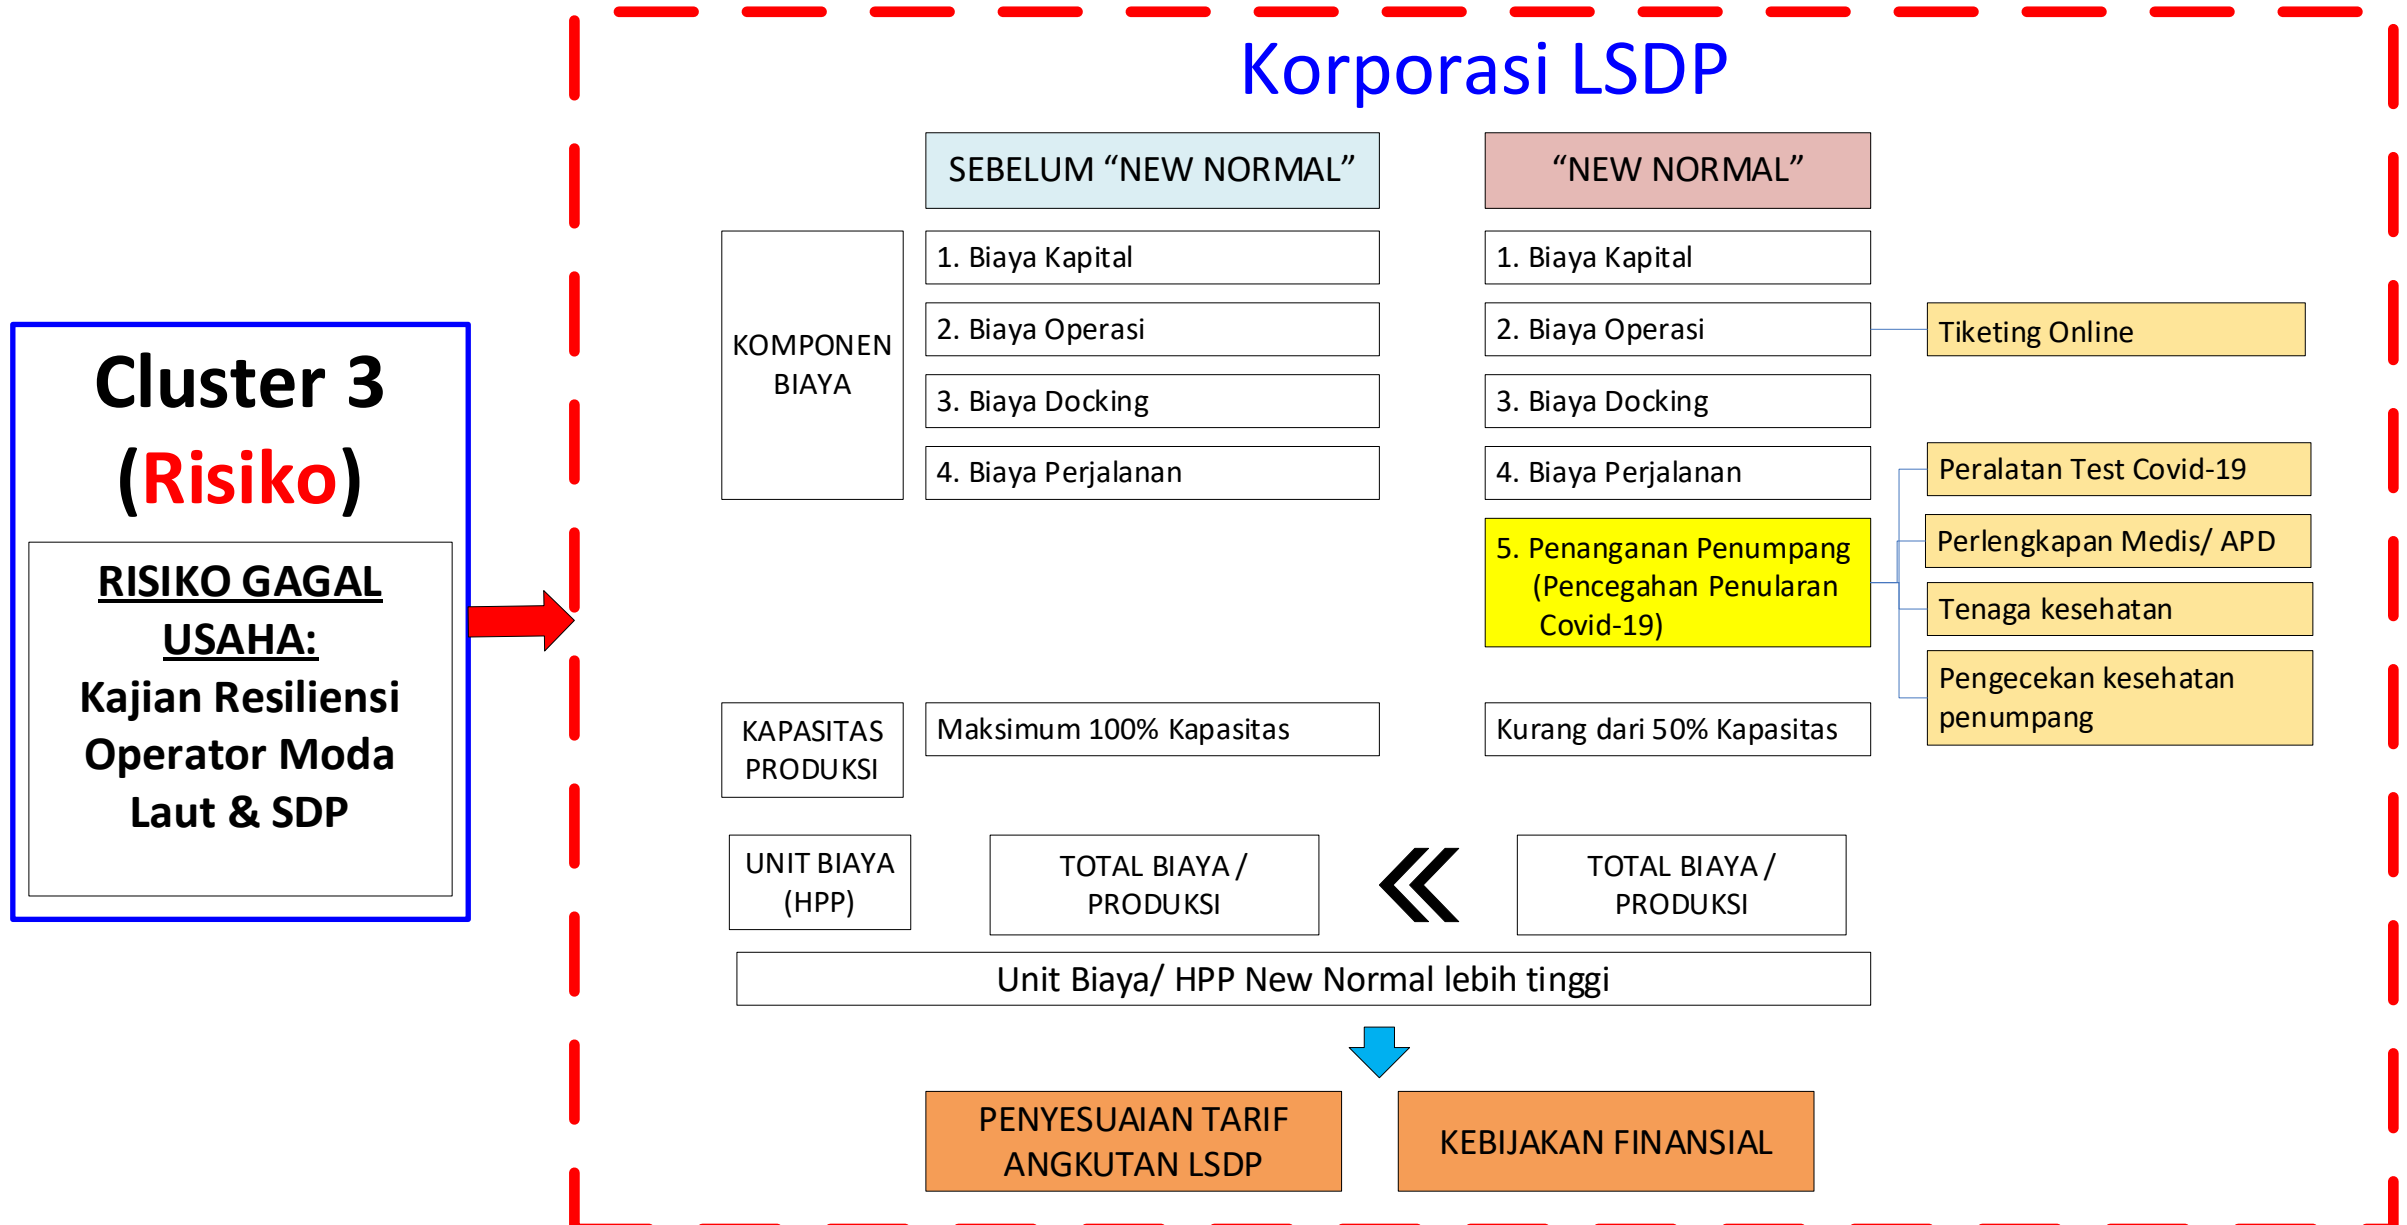 Korporasi LSDP
Cluster 3
(Risiko)
RISIKO GAGAL
USAHA:
Kajian Resiliensi
Operator Moda
Laut & SDP
SEBELUM “NEW NORMAL”
“NEW NORMAL”
KOMPONEN
BIAYA
1. Biaya Kapital
2. Biaya Operasi
3. Biaya Docking
4. Biaya Perjalanan
1. Biaya Kapital
2. Biaya Operasi
3. Biaya Docking
4. Biaya Perjalanan
5. Penanganan Penumpang
(Pencegahan Penularan
Covid-19)
Tiketing Online
Peralatan Test Covid-19
Perlengkapan Medis/ APD
Tenaga kesehatan
Pengecekan kesehatan
penumpang
KAPASITAS
PRODUKSI
Maksimum 100% Kapasitas
Kurang dari 50% Kapasitas
UNIT BIAYA
(HPP)
TOTAL BIAYA /
PRODUKSI
TOTAL BIAYA /
PRODUKSI
Unit Biaya/ HPP New Normal lebih tinggi
PENYESUAIAN TARIF
ANGKUTAN LSDP
KEBIJAKAN FINANSIAL